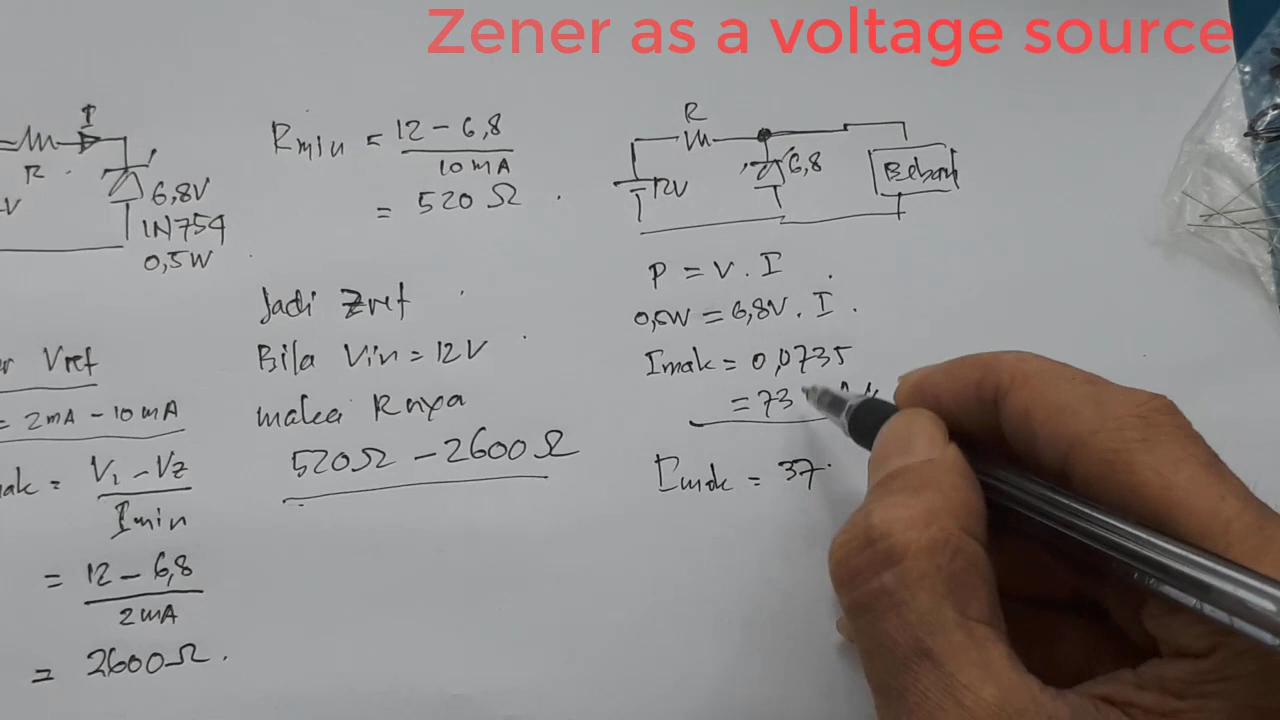 Zener as a voltage source
I
R
6,8V
V
1N754
0,5W
Vref
= 2mA - 10mA
V1 - Vz
Imin
= 12 - 6,8
2mA
= 2600Ω.
Rmin = 12 - 6,8
10mA
= 520 Ω
Jadi Zref
Bila Vin = 12V
maka Rnya
520Ω - 2600Ω
R
12V
6,8
Beban
P = V . I
0,5W = 6,8V . I
Imak = 0,0735
= 73
Imak = 37